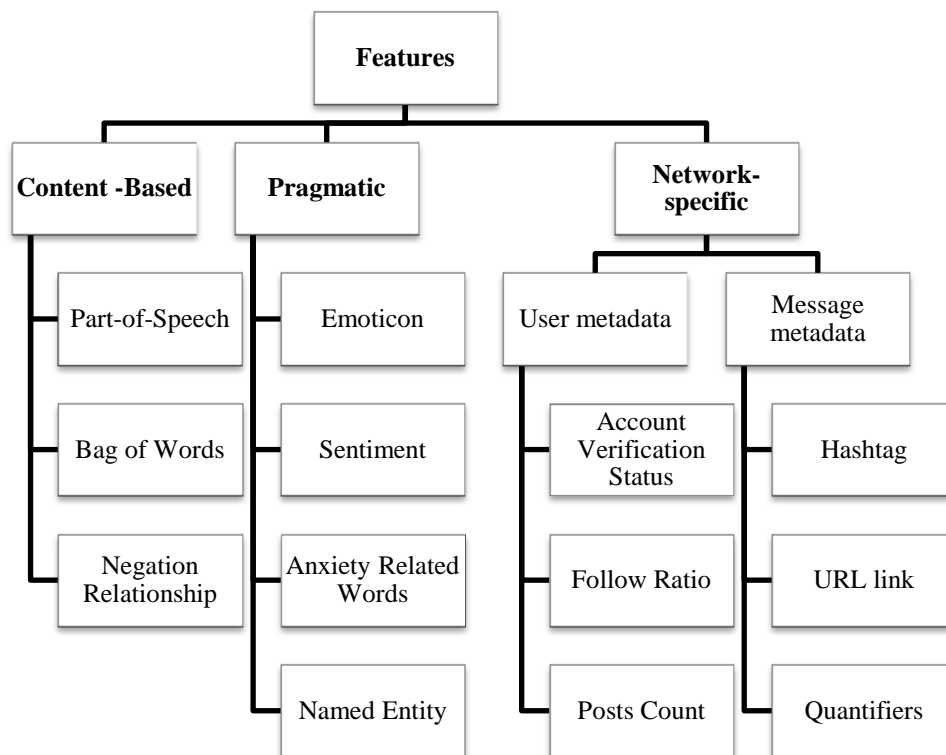 Features
Content -Based
Pragmatic
Network-
specific
Part-of-Speech
Bag of Words
Negation
Relationship
Emoticon
Sentiment
Anxiety Related
Words
Named Entity
User metadata
Account
Verification
Status
Follow Ratio
Posts Count
Message
metadata
Hashtag
URL link
Quantifiers